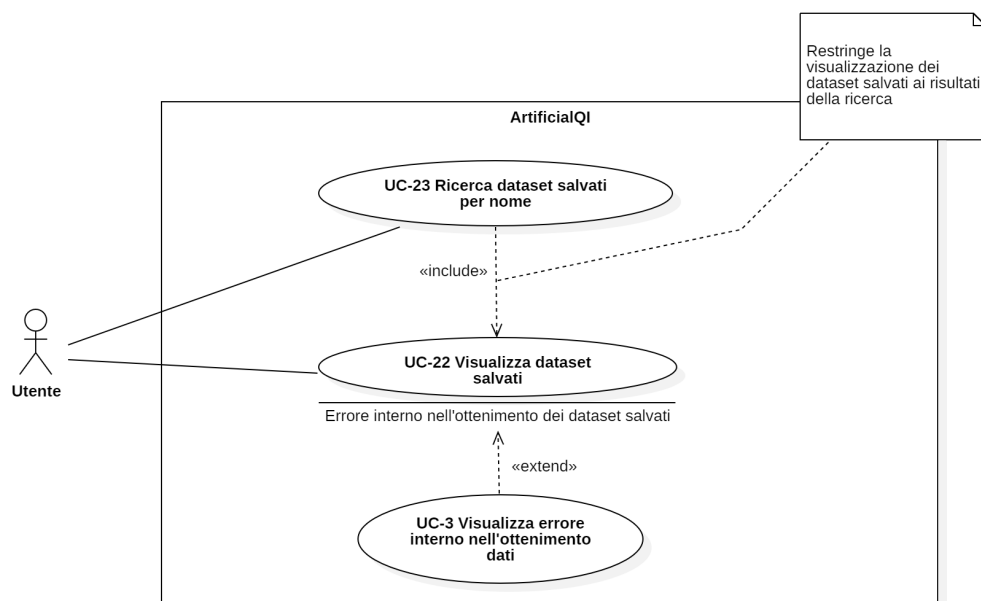 Restringe la
visualizzazione dei
dataset salvati ai risultati
della ricerca
ArtificialQI
UC-23 Ricerca dataset salvati
per nome
«include»
UC-22 Visualizza dataset
salvati
Utente
Errore interno nell'ottenimento dei dataset salvati
«extend»
UC-3 Visualizza errore
interno nell'ottenimento
dati